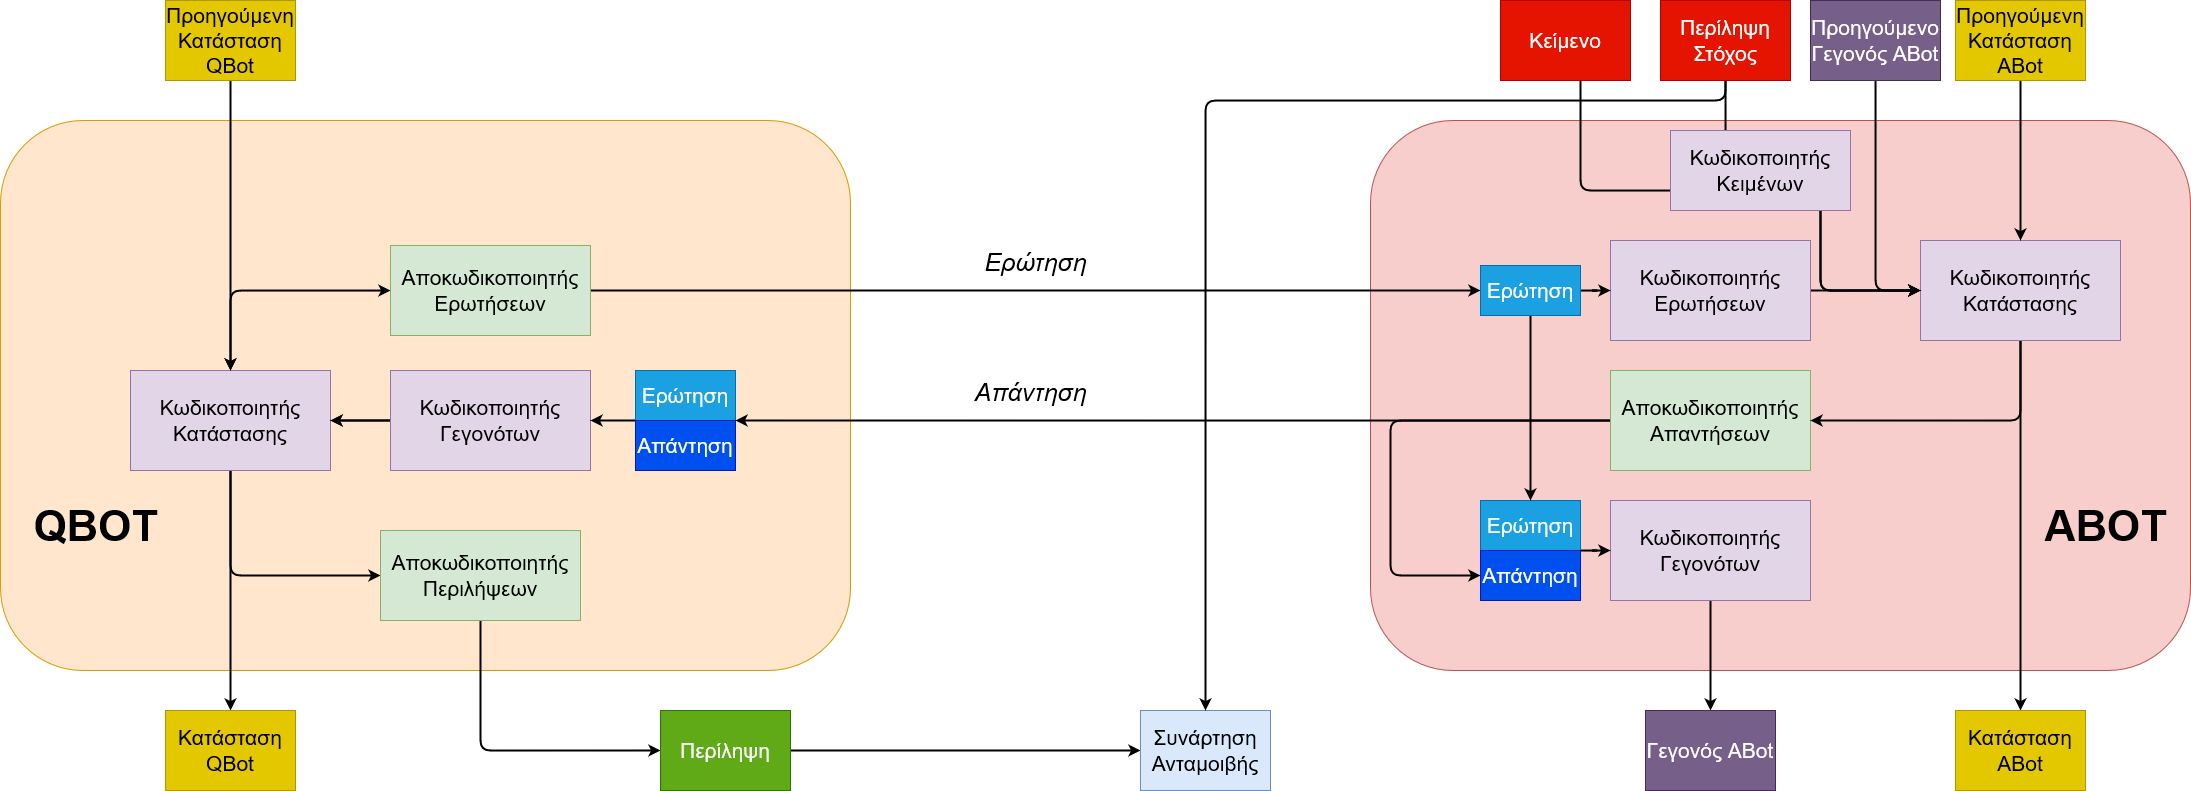 Προηγούμενη
Κατάσταση
QBot
Κείμενο
Περίληψη
Στόχος
Προηγούμενο
Γεγονός ABot
Προηγούμενη
Κατάσταση
ABot
Κωδικοποιητής
Κειμένων
Αποκωδικοποιητής
Ερωτήσεων
Ερώτηση
Ερώτηση
Κωδικοποιητής
Ερωτήσεων
Κωδικοποιητής
Κατάστασης
Κωδικοποιητής
Κατάστασης
Κωδικοποιητής
Γεγονότων
Ερώτηση
Απάντηση
Απάντηση
Αποκωδικοποιητής
Απαντήσεων
QBOT
Αποκωδικοποιητής
Περιλήψεων
Ερώτηση
Απάντηση
Κωδικοποιητής
Γεγονότων
ABOT
Κατάσταση
QBot
Περίληψη
Συνάρτηση
Ανταμοιβής
Γεγονός ABot
Κατάσταση
ABot